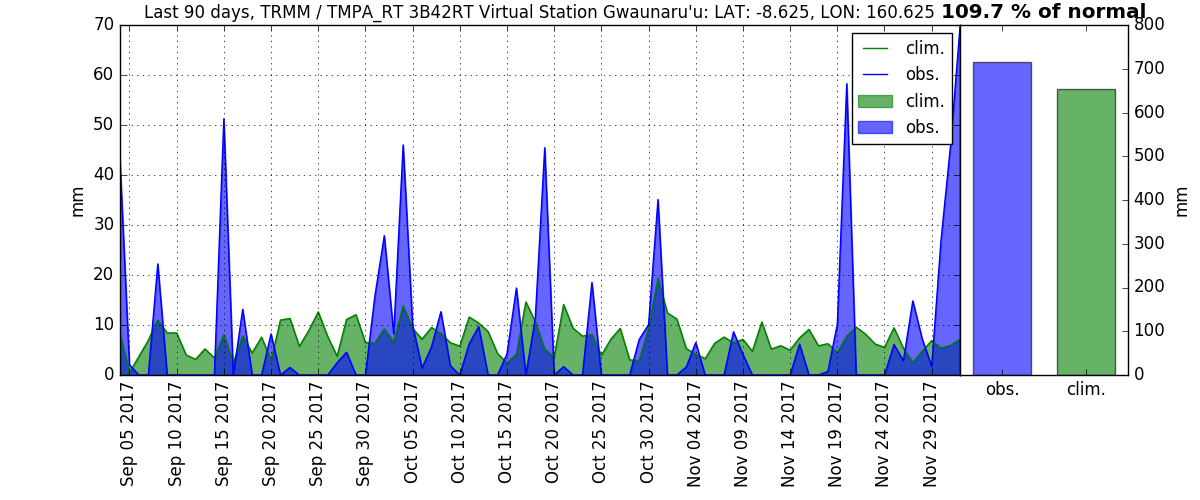 Last 90 days, TRMM / TMPA_RT 3B42RT Virtual Station Gwaunaru'u: LAT: -8.625, LON: 160.625 109.7 % of normal
70
60
50
40
30
20
10
0
mm
clim.
obs.
clim.
obs.
800
700
600
500
400
300
200
100
0
mm
Sep 05 2017
Sep 10 2017
Sep 15 2017
Sep 20 2017
Sep 25 2017
Sep 30 2017
Oct 05 2017
Oct 10 2017
Oct 15 2017
Oct 20 2017
Oct 25 2017
Oct 30 2017
Nov 04 2017
Nov 09 2017
Nov 14 2017
Nov 19 2017
Nov 24 2017
Nov 29 2017
obs.
clim.